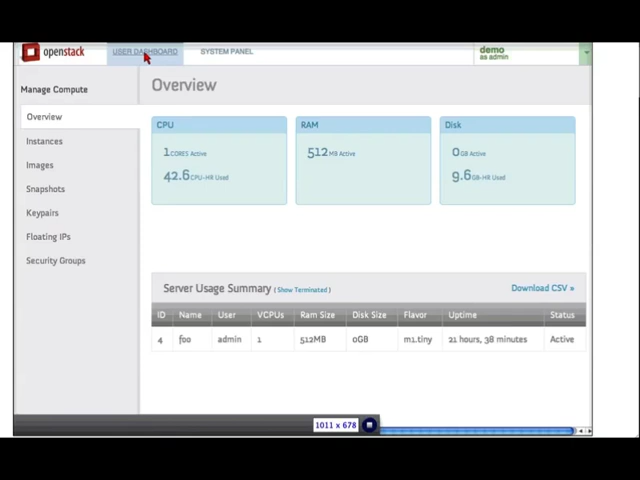 openstack
USER DASHBOARD
SYSTEM PANEL
demo
as admin
Manage Compute
Overview
Instances
Images
Snapshots
Keypairs
Floating IPs
Security Groups
Overview
CPU
1 CORES Active
42.6 CPU-HR Used
RAM
512 MB Active
Disk
0 GB Active
9.6 GB-HR Used
Server Usage Summary ( Show Terminated )
Download CSV »
ID Name User VCPUs Ram Size Disk Size Flavor Uptime Status
4 foo admin 1 512MB 0GB m1.tiny 21 hours, 38 minutes Active
1011 x 678